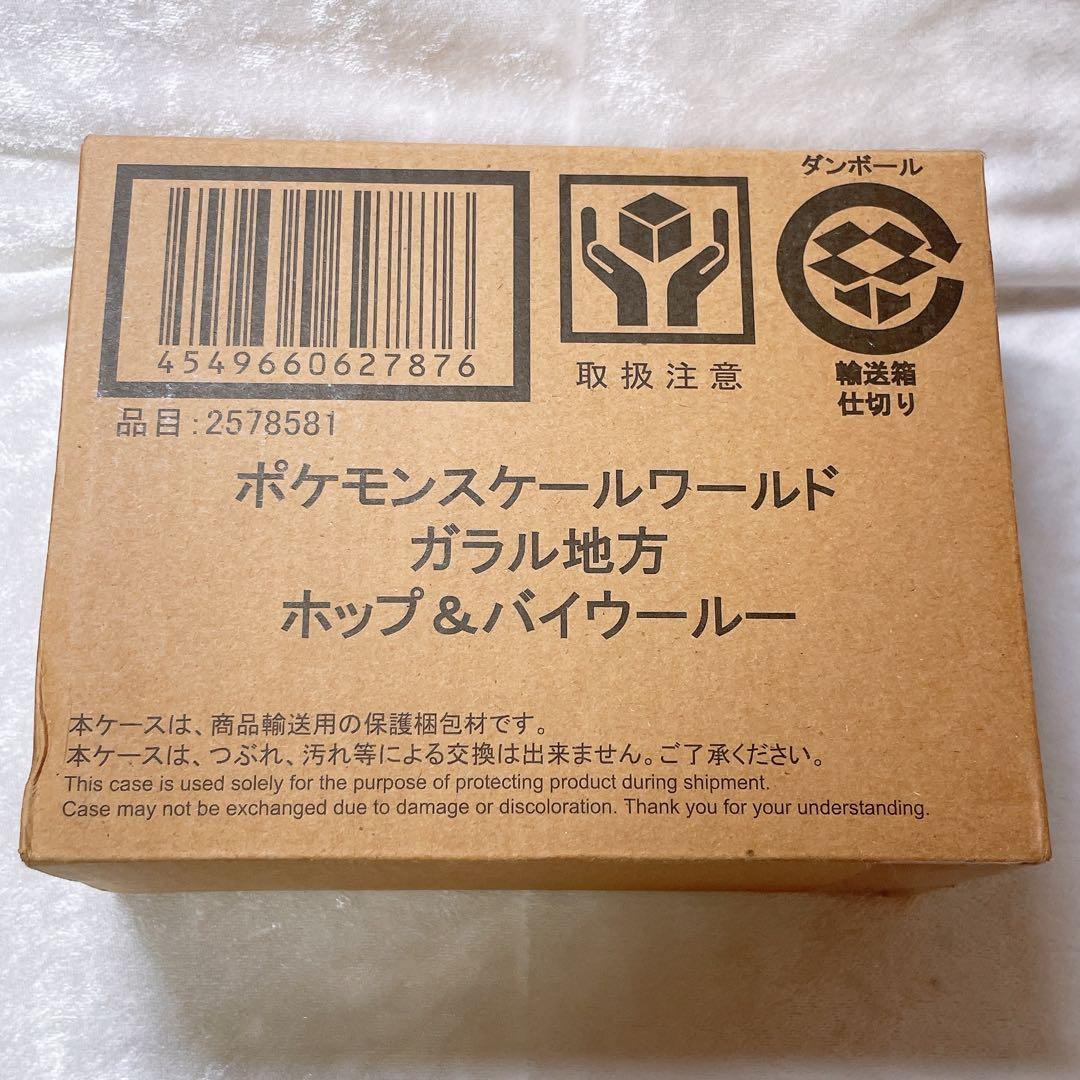 4549660627876
品目:2578581
取扱注意
ダンボール
輸送箱
仕切り
ポケモンスケールワールド
ガラル地方
ホップ&バイウールー
本ケースは、商品輸送用の保護梱包材です。
本ケースは、つぶれ、汚れ等による交換は出来ません。ご了承ください。
This case is used solely for the purpose of protecting product during shipment.
Case may not be exchanged due to damage or discoloration. Thank you for your understanding.